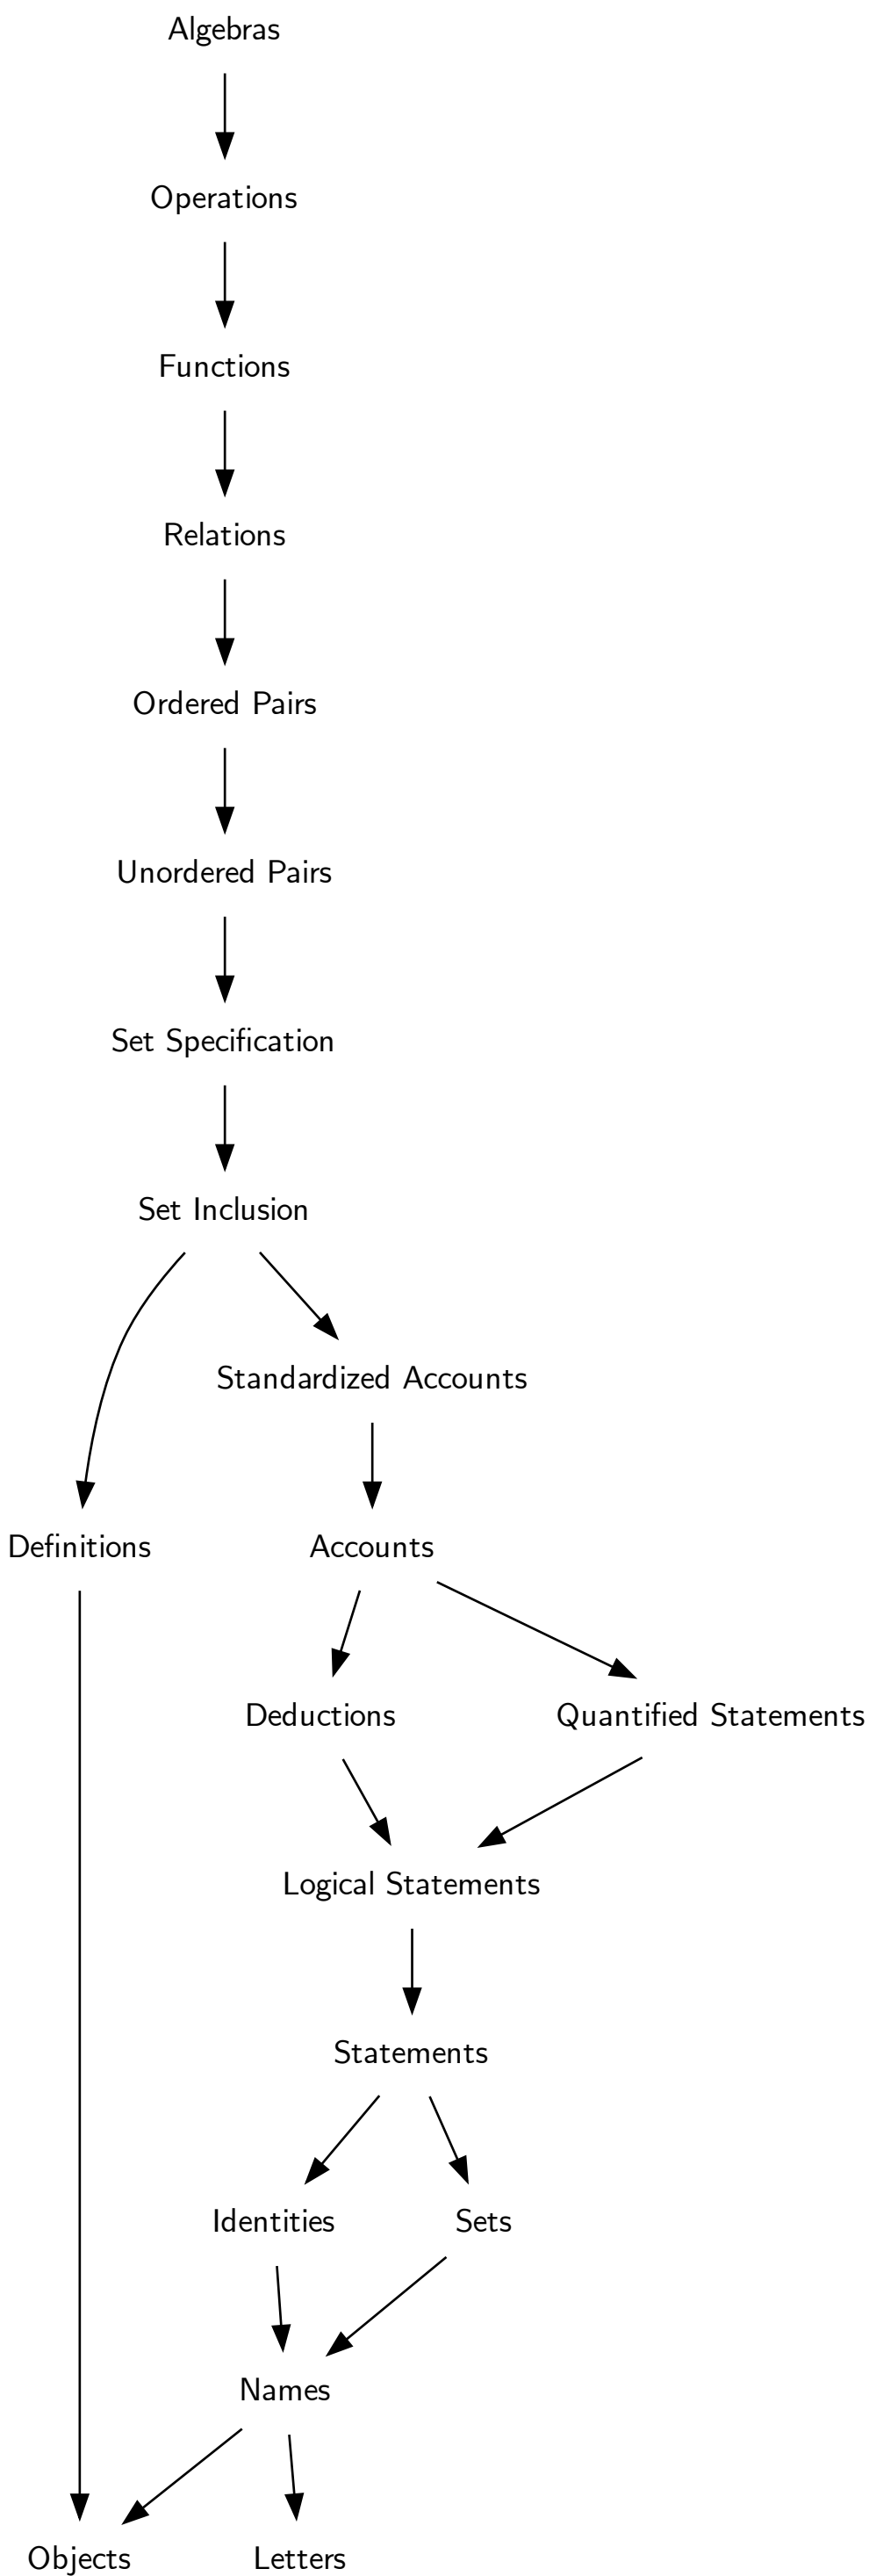 Algebras
Operations
Functions
Relations
Ordered Pairs
Unordered Pairs
Set Specification
Set Inclusion
Standardized Accounts
Definitions
Accounts
Deductions
Quantified Statements
Logical Statements
Statements
Identities
Sets
Names
Objects
Letters